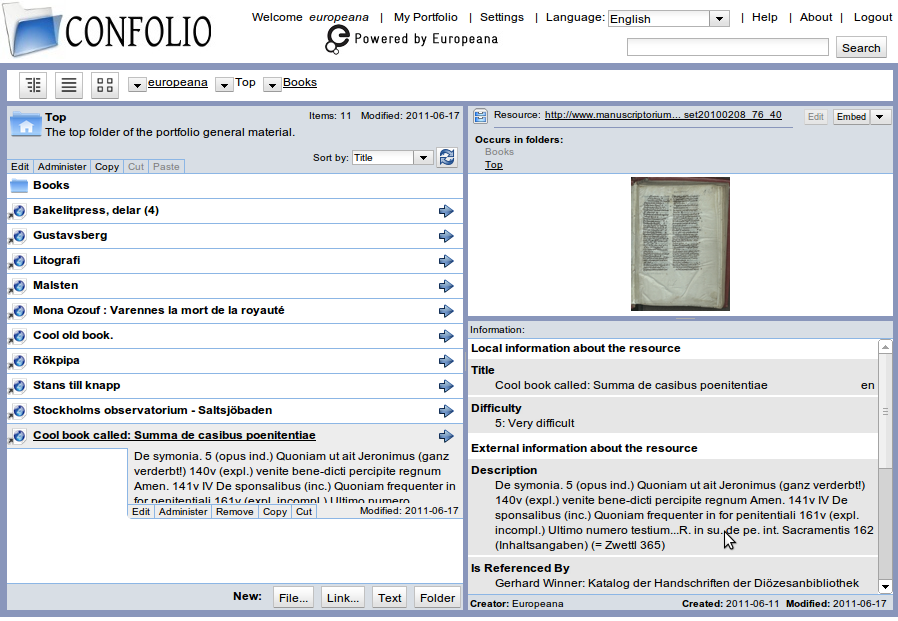 CONFOLIO
Welcome europeana | My Portfolio | Settings | Language: English | Help | About | Logout
Powered by Europeana
Search
europeana Top Books
Top
Items: 11 Modified: 2011-06-17
The top folder of the portfolio general material.
Sort by: Title
Edit Administer Copy Cut Paste
Books
Bakelitpress, delar (4)
Gustavsberg
Litografi
Malsten
Mona Ozouf : Varennes la mort de la royauté
Cool old book.
Rökpipa
Stans till knapp
Stockholms observatorium - Saltsjöbaden
Cool book called: Summa de casibus poenitentiae
De symonia. 5 (opus ind.) Quoniam ut ait Jeronimus (ganz
verderbt!) 140v (expl.) venite bene-dicti percipite regnum
Amen. 141v IV De sponsalibus (inc.) Quoniam frequenter in
for penitentiali 161v (expl. incompl.) Ultimo numero
Edit Administer Remove Copy Cut Modified: 2011-06-17
New: File... Link... Text Folder
Resource: http://www.manuscriptorium... set20100208_76_40 Edit Embed
Occurs in folders:
Books
Top
Information:
Local information about the resource
Title
Cool book called: Summa de casibus poenitentiae en
Difficulty
5: Very difficult
External information about the resource
Description
De symonia. 5 (opus ind.) Quoniam ut ait Jeronimus (ganz verderbt!)
140v (expl.) venite bene-dicti percipite regnum Amen. 141v IV De
sponsalibus (inc.) Quoniam frequenter in for penitentiali 161v (expl.
incompl.) Ultimo numero testium...R. in su. de pe. int. Sacramentis 162
(Inhaltsangaben) (= Zwettl 365)
Is Referenced By
Gerhard Winner: Katalog der Handschriften der Diözesanbibliothek
Creator: Europeana Created: 2011-06-11 Modified: 2011-06-17